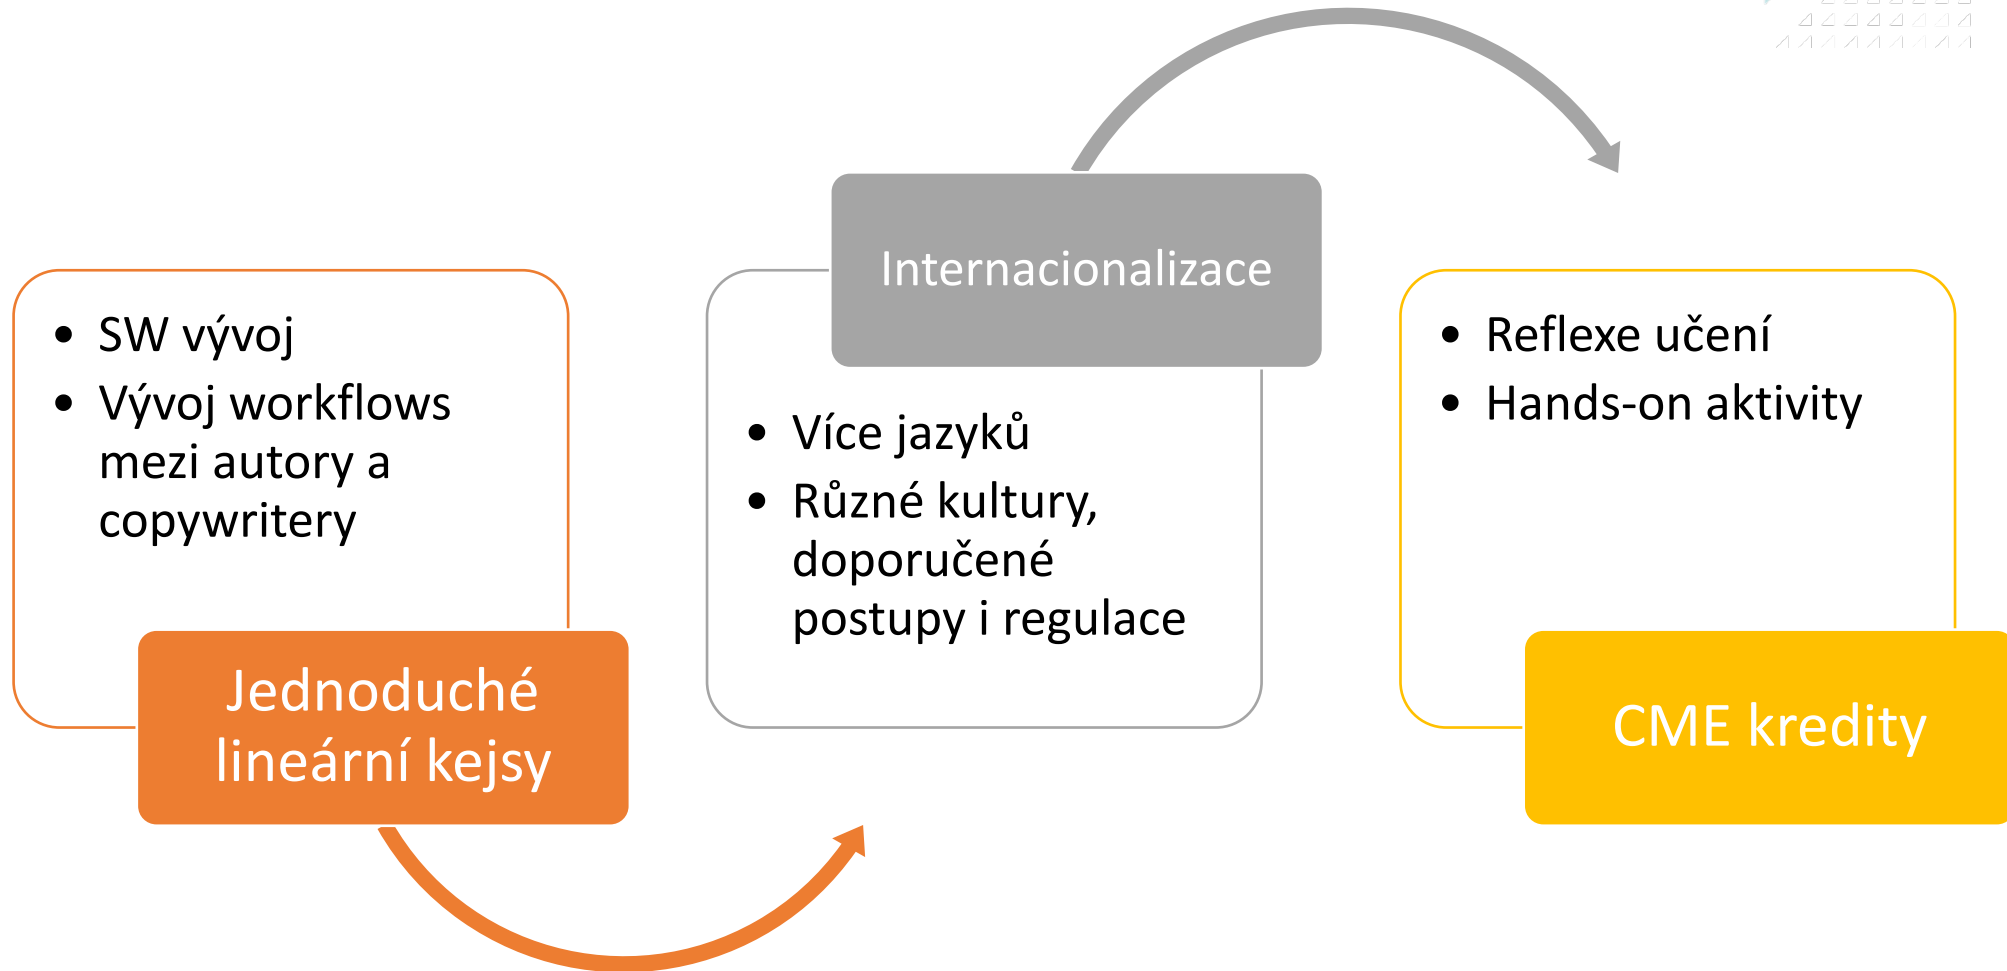 • SW vývoj
• Vývoj workflows
mezi autory a
copywritery
Jednoduché
lineární kejsy
Internacionalizace
• Více jazyků
• Různé kultury,
doporučené
postupy i regulace
• Reflexe učení
• Hands-on aktivity
CME kredity